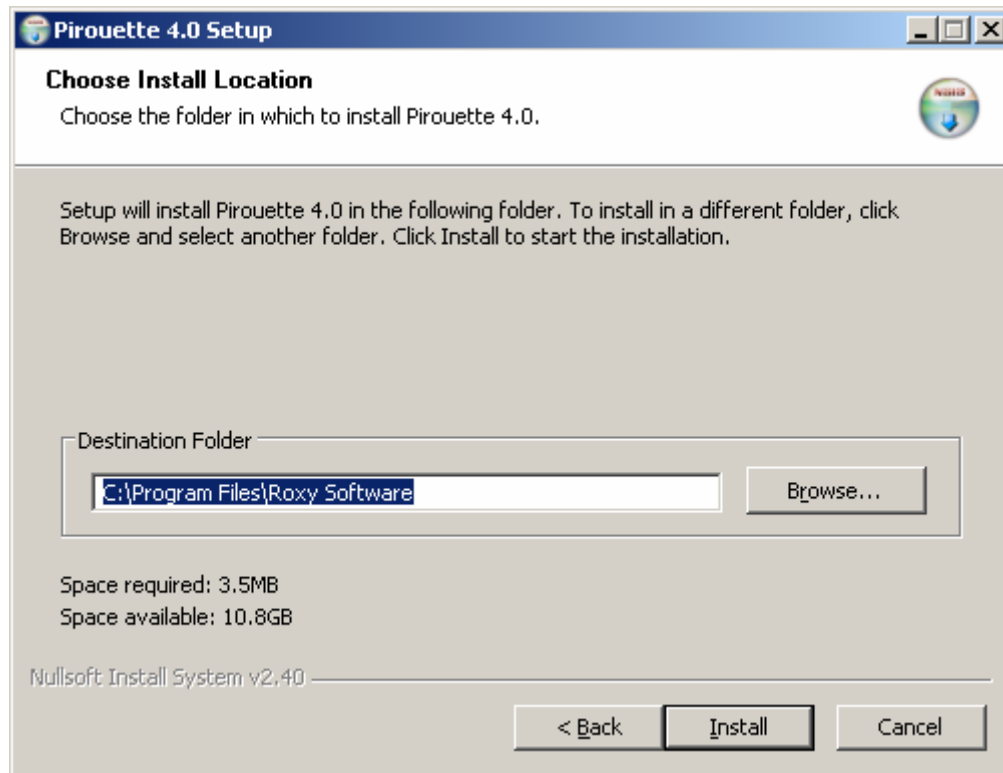 Pirouette 4.0 Setup
Choose Install Location
Choose the folder in which to install Pirouette 4.0.
Setup will install Pirouette 4.0 in the following folder. To install in a different folder, click
Browse and select another folder. Click Install to start the installation.
Destination Folder
C:\Program Files\Roxy Software
Browse...
Space required: 3.5MB
Space available: 10.8GB
Nullsoft Install System v2.40
< Back
Install
Cancel